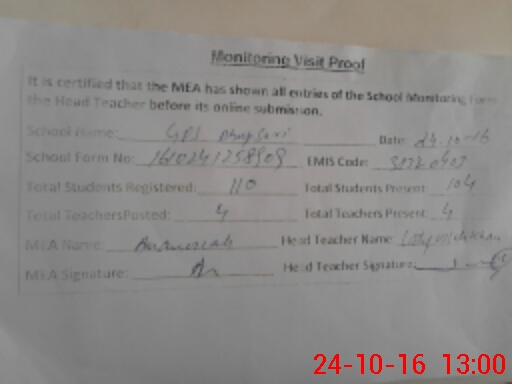 Monitoring Visit Proof
It is certified that the MEA has shown all entries of the School Monitoring Form
the Head Teacher before its online submission.
School Name: GPS Date: 24-10-16
School Form No: EMIS Code:
Total Students Registered: 110 Total Students Present: 104
Total TeachersPosted: 4 Total Teachers Present: 4
MEA Name: Head Teacher Name:
MEA Signature: Head Teacher Signature:
24-10-16 13:00